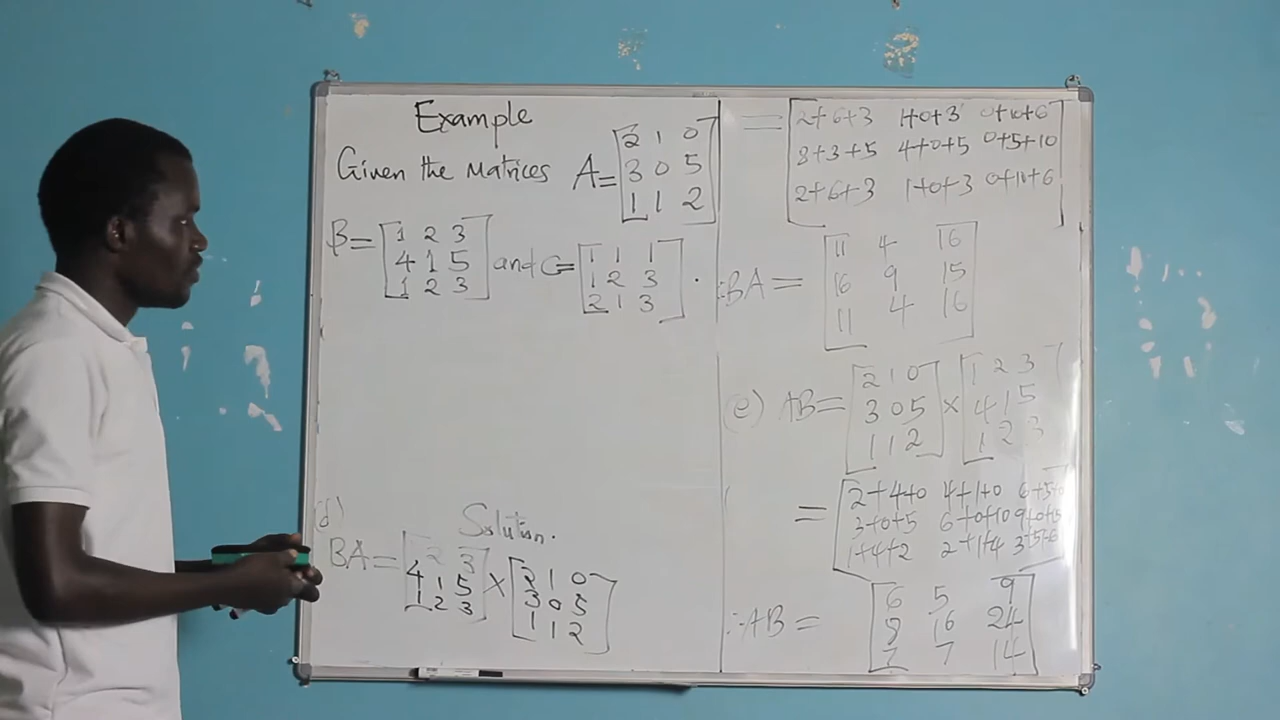 Example
Given the Matrices A = [2 1 0
3 0 5
1 1 2]
B = [1 2 3
4 1 5
1 2 3] and C = [1 1 1
1 2 3
2 1 3] .
Solution.
(d)
BA = [1 2 3
4 1 5
1 2 3] × [2 1 0
3 0 5
1 1 2]
= [2+6+3 1+0+3 0+10+6
8+3+5 4+0+5 0+5+10
2+6+3 1+0+3 0+10+6]
∴ BA = [11 4 16
16 9 15
11 4 16]
(e) AB = [2 1 0
3 0 5
1 1 2] × [1 2 3
4 1 5
1 2 3]
= [2+4+0 4+1+0 6+5+0
3+0+5 6+0+10 9+0+15
1+4+2 2+1+4 3+5+6]
∴ AB = [6 5 9
8 16 24
7 7 14]